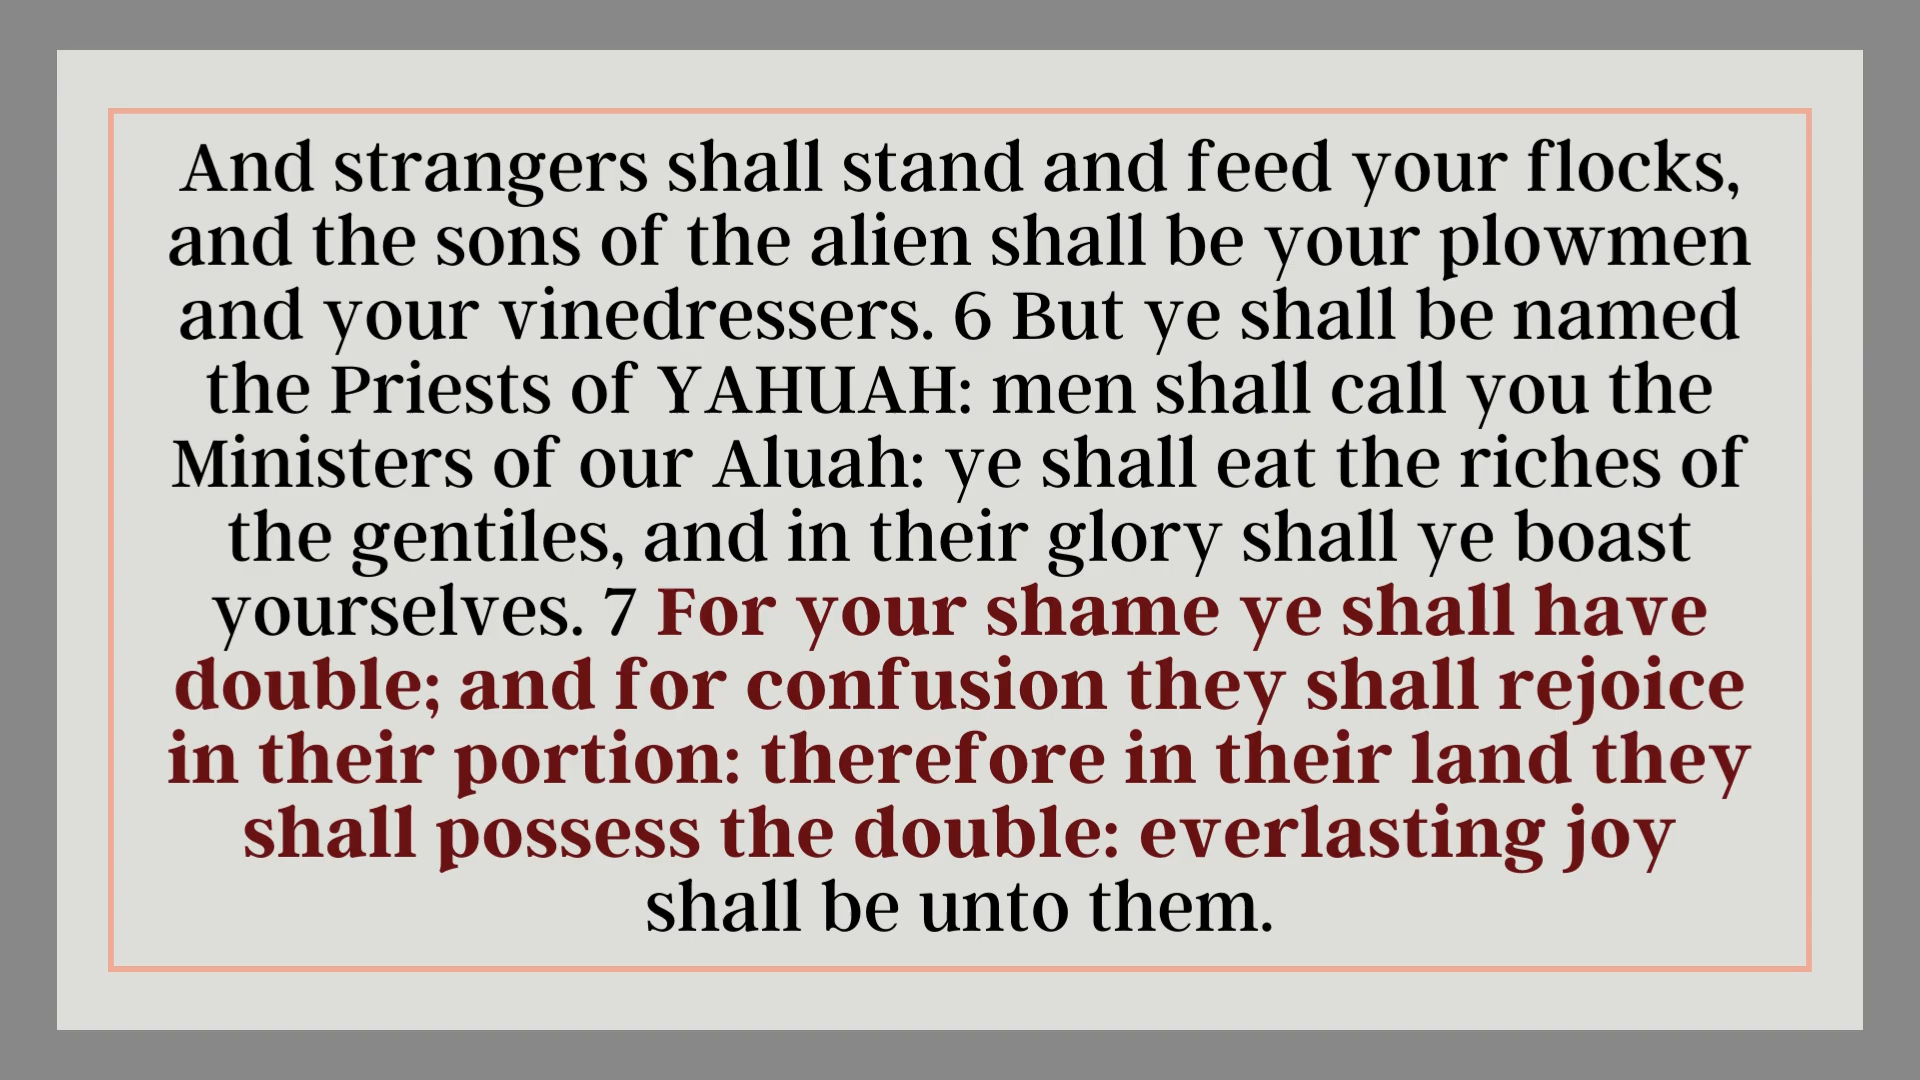 And strangers shall stand and feed your flocks,
and the sons of the alien shall be your plowmen
and your vinedressers. 6 But ye shall be named
the Priests of YAHUAH: men shall call you the
Ministers of our Aluah: ye shall eat the riches of
the gentiles, and in their glory shall ye boast
yourselves. 7 For your shame ye shall have
double; and for confusion they shall rejoice
in their portion: therefore in their land they
shall possess the double: everlasting joy
shall be unto them.